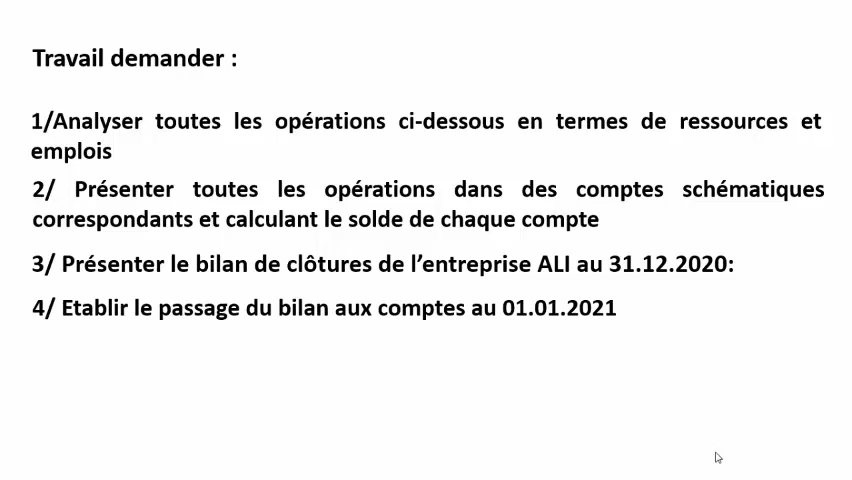 Travail demander :
1/Analyser toutes les opérations ci-dessous en termes de ressources et
emplois
2/ Présenter toutes les opérations dans des comptes schématiques
correspondants et calculant le solde de chaque compte
3/ Présenter le bilan de clôtures de l’entreprise ALI au 31.12.2020:
4/ Etablir le passage du bilan aux comptes au 01.01.2021